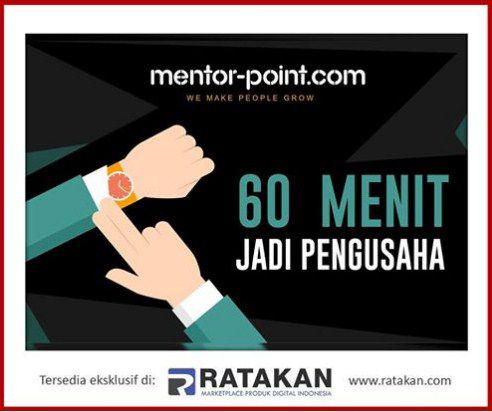 mentor-point.com
WE MAKE PEOPLE GROW
60 MENIT
JADI PENGUSAHA
Tersedia eksklusif di:
RATAKAN
MARKETPLACE PRODUK DIGITAL INDONESIA
www.ratakan.com